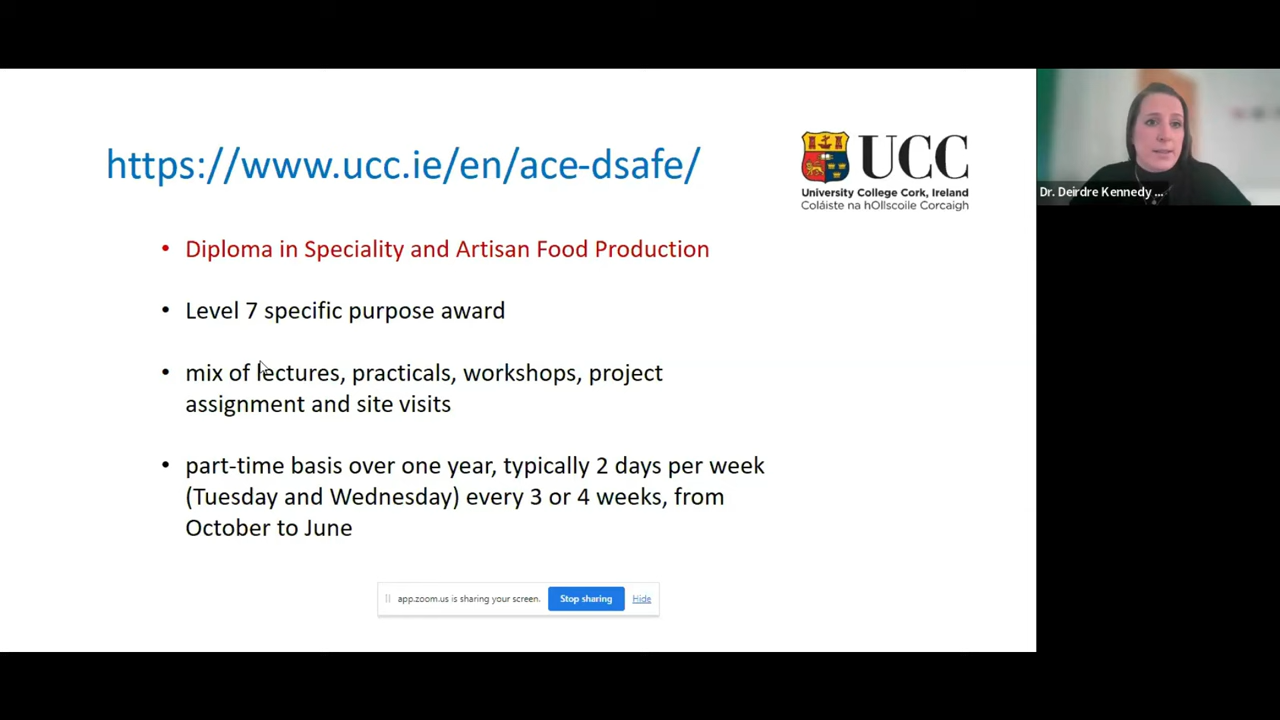 https://www.ucc.ie/en/ace-dsafe/
UCC
University College Cork, Ireland
Coláiste na hOllscoile Corcaigh
Dr. Deirdre Kennedy ...
• Diploma in Speciality and Artisan Food Production
• Level 7 specific purpose award
• mix of lectures, practicals, workshops, project
assignment and site visits
• part-time basis over one year, typically 2 days per week
(Tuesday and Wednesday) every 3 or 4 weeks, from
October to June
app.zoom.us is sharing your screen. Stop sharing Hide